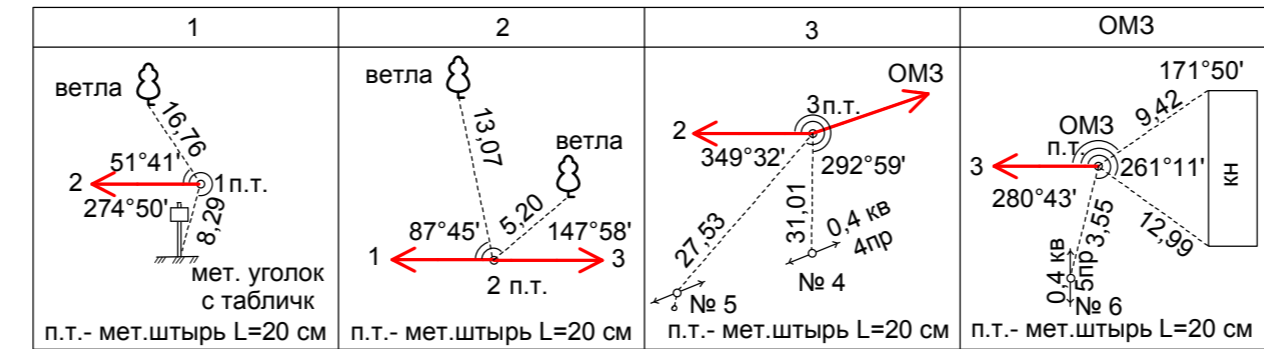 1
ветла
16,76
51°41'
2
1 п.т.
274°50'
8,29
мет. уголок
с табличк
п.т.- мет.штырь L=20 см
2
ветла
13,07
ветла
5,20
87°45'
147°58'
1
3
2 п.т.
п.т.- мет.штырь L=20 см
3
ОМЗ
3п.т.
2
349°32'
292°59'
27,53
31,01
0,4 кв
4пр
№ 4
№ 5
п.т.- мет.штырь L=20 см
ОМЗ
171°50'
9,42
ОМЗ
п.т.
3
261°11'
280°43'
кн
3,55
12,99
0,4 кв
5пр
№ 6
п.т.- мет.штырь L=20 см